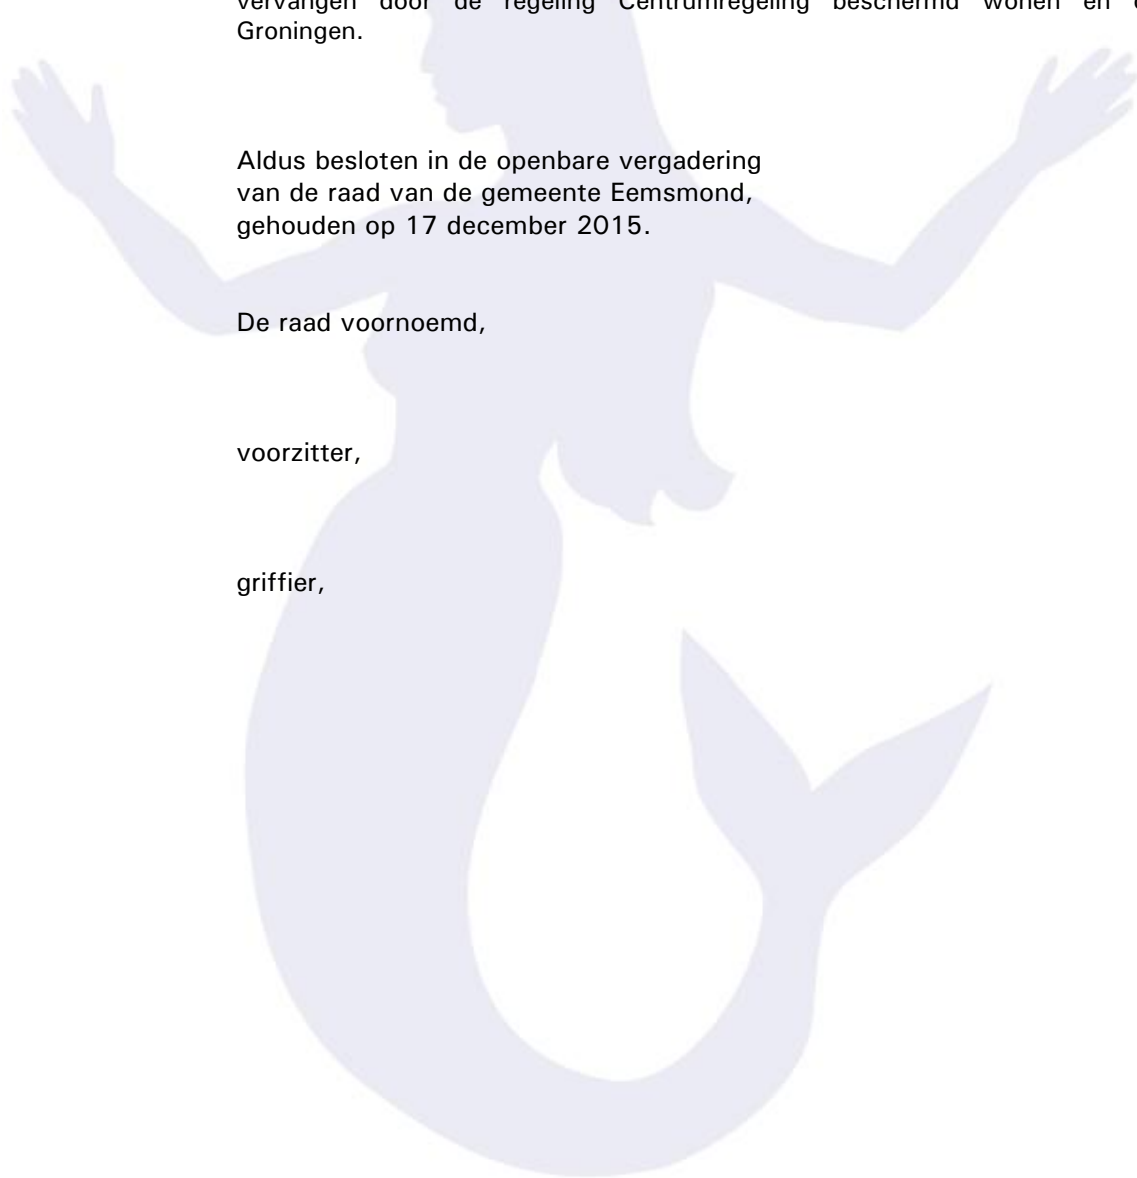 vervangen door de regeling Centrumregeling beschermd wonen en
Groningen.
Aldus besloten in de openbare vergadering
van de raad van de gemeente Eemsmond,
gehouden op 17 december 2015.
De raad voornoemd,
voorzitter,
griffier,